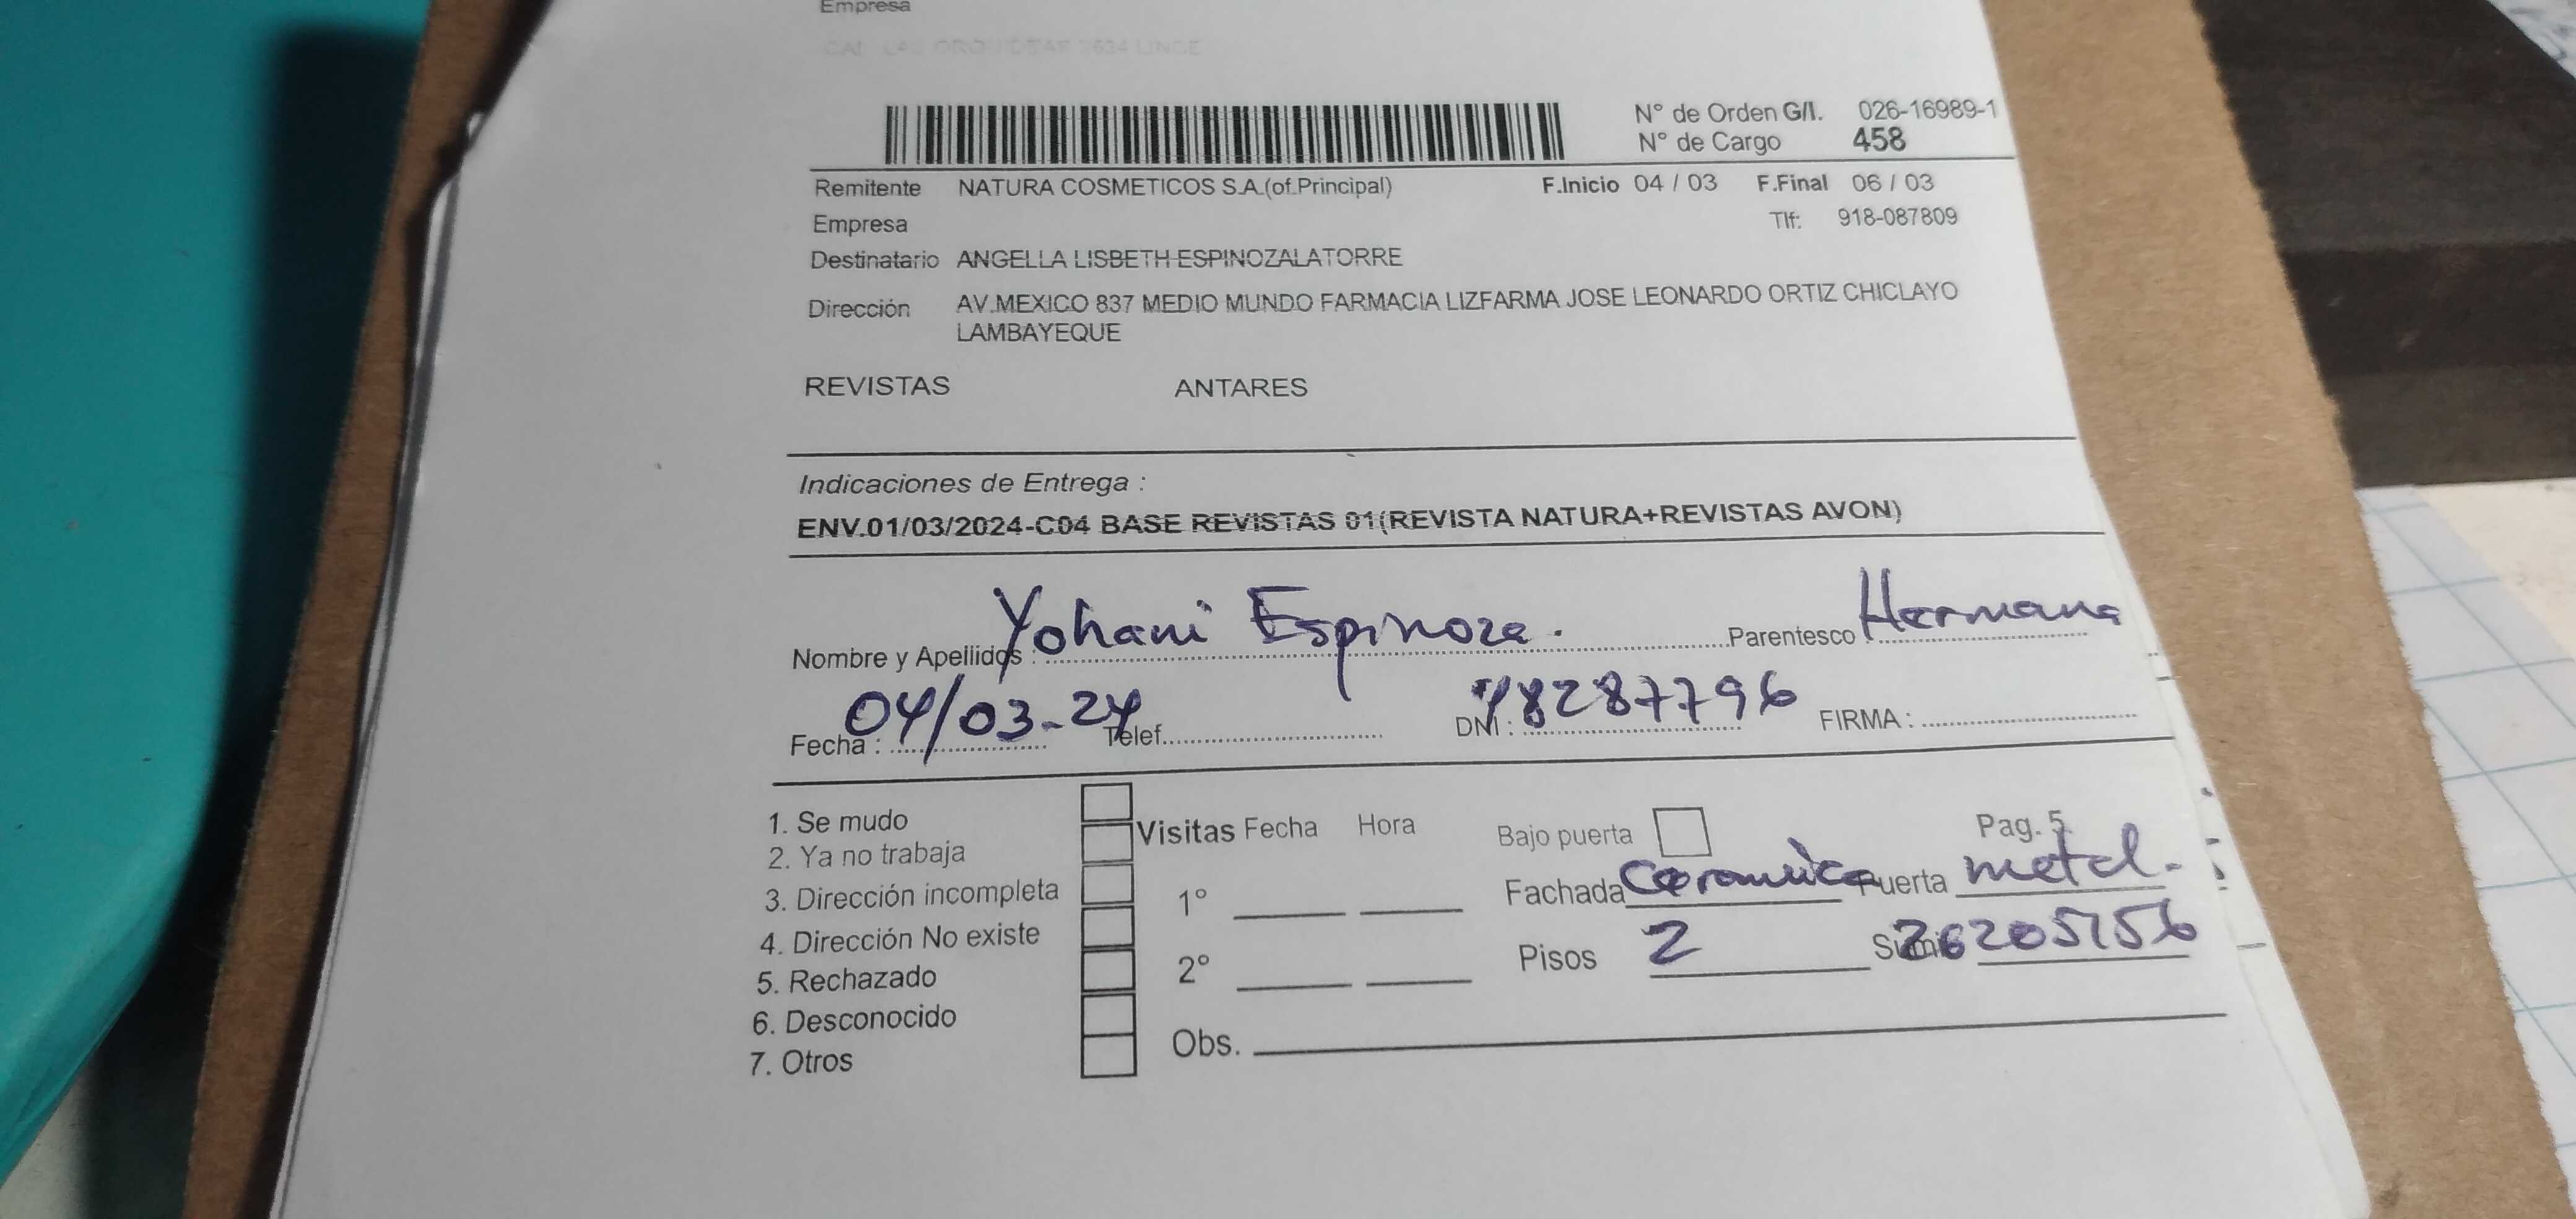 Empresa
Nº de Orden G/I. 026-16989-1
Nº de Cargo 458
Remitente NATURA COSMETICOS S.A.(of.Principal) F.Inicio 04 / 03 F.Final 06 / 03
Empresa Tlf: 918-087809
Destinatario ANGELLA LISBETH ESPINOZALATORRE
Dirección AV.MEXICO 837 MEDIO MUNDO FARMACIA LIZFARMA JOSE LEONARDO ORTIZ CHICLAYO
LAMBAYEQUE
REVISTAS ANTARES
Indicaciones de Entrega :
ENV.01/03/2024-C04 BASE REVISTAS 01(REVISTA NATURA+REVISTAS AVON)
Nombre y Apellidos : Yohani Espinoza. Parentesco : Hermana
Fecha : 04/03-24 Telef. DNI : 78287796 FIRMA :
1. Se mudo
2. Ya no trabaja
3. Dirección incompleta
4. Dirección No existe
5. Rechazado
6. Desconocido
7. Otros
Visitas Fecha Hora
1º
2º
Obs.
Bajo puerta Pag. 5
Fachada Ceramica Puerta metal.
Pisos 2 26205156